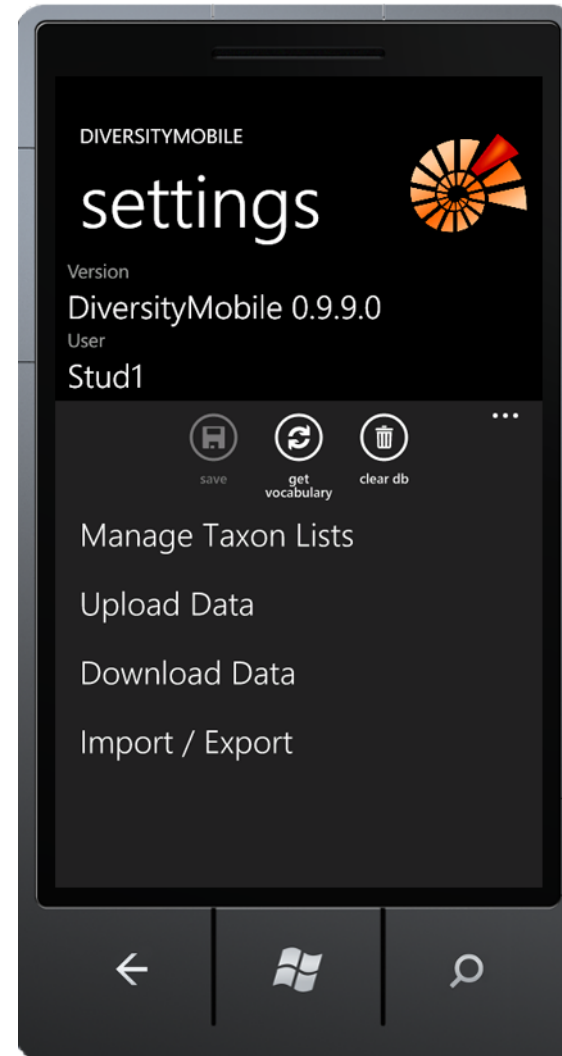 DIVERSITYMOBILE
settings
Version
DiversityMobile 0.9.9.0
User
Stud1
save
get
vocabulary
clear db
Manage Taxon Lists
Upload Data
Download Data
Import / Export